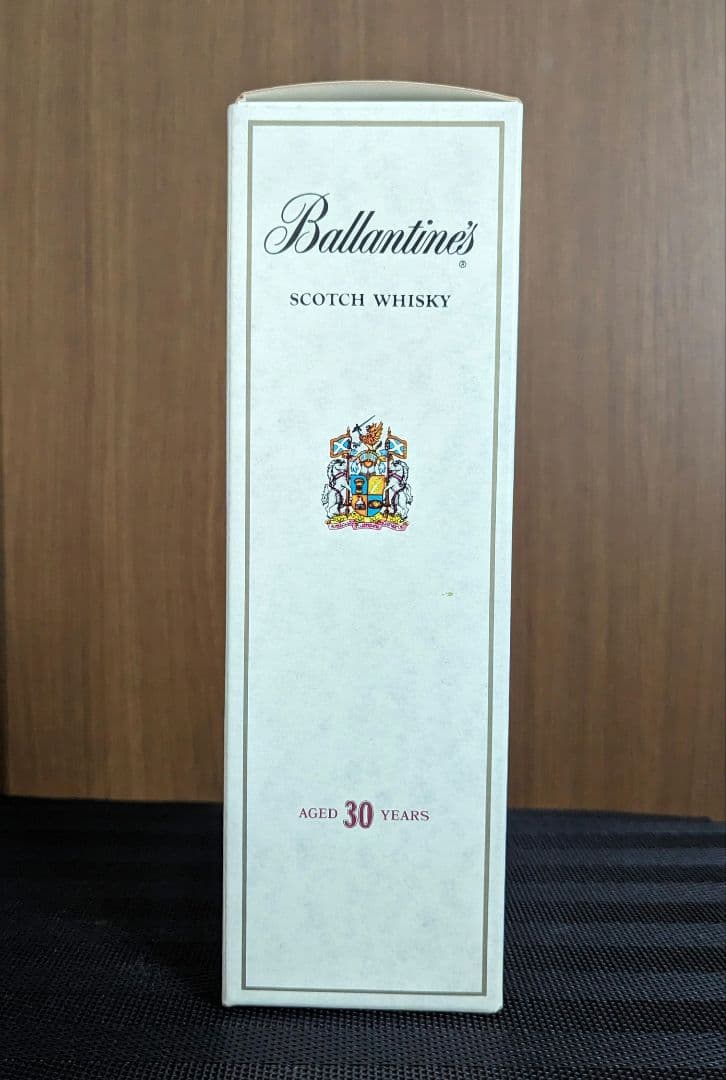 Ballantine's
®
SCOTCH WHISKY
AGED 30 YEARS